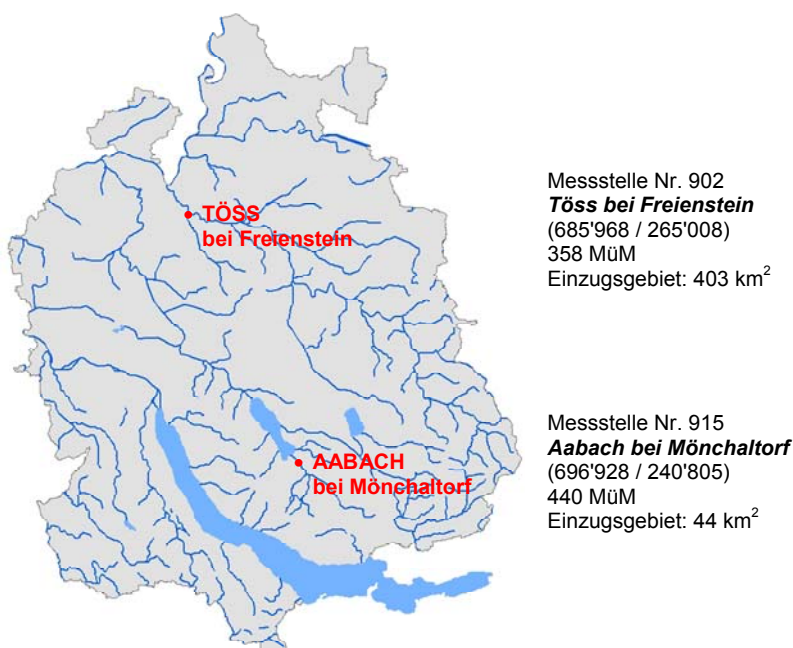 TÖSS
bei Freienstein
AABACH
bei Mönchaltorf
Messstelle Nr. 902
Töss bei Freienstein
(685'968 / 265'008)
358 MüM
Einzugsgebiet: 403 km²
Messstelle Nr. 915
Aabach bei Mönchaltorf
(696'928 / 240'805)
440 MüM
Einzugsgebiet: 44 km²